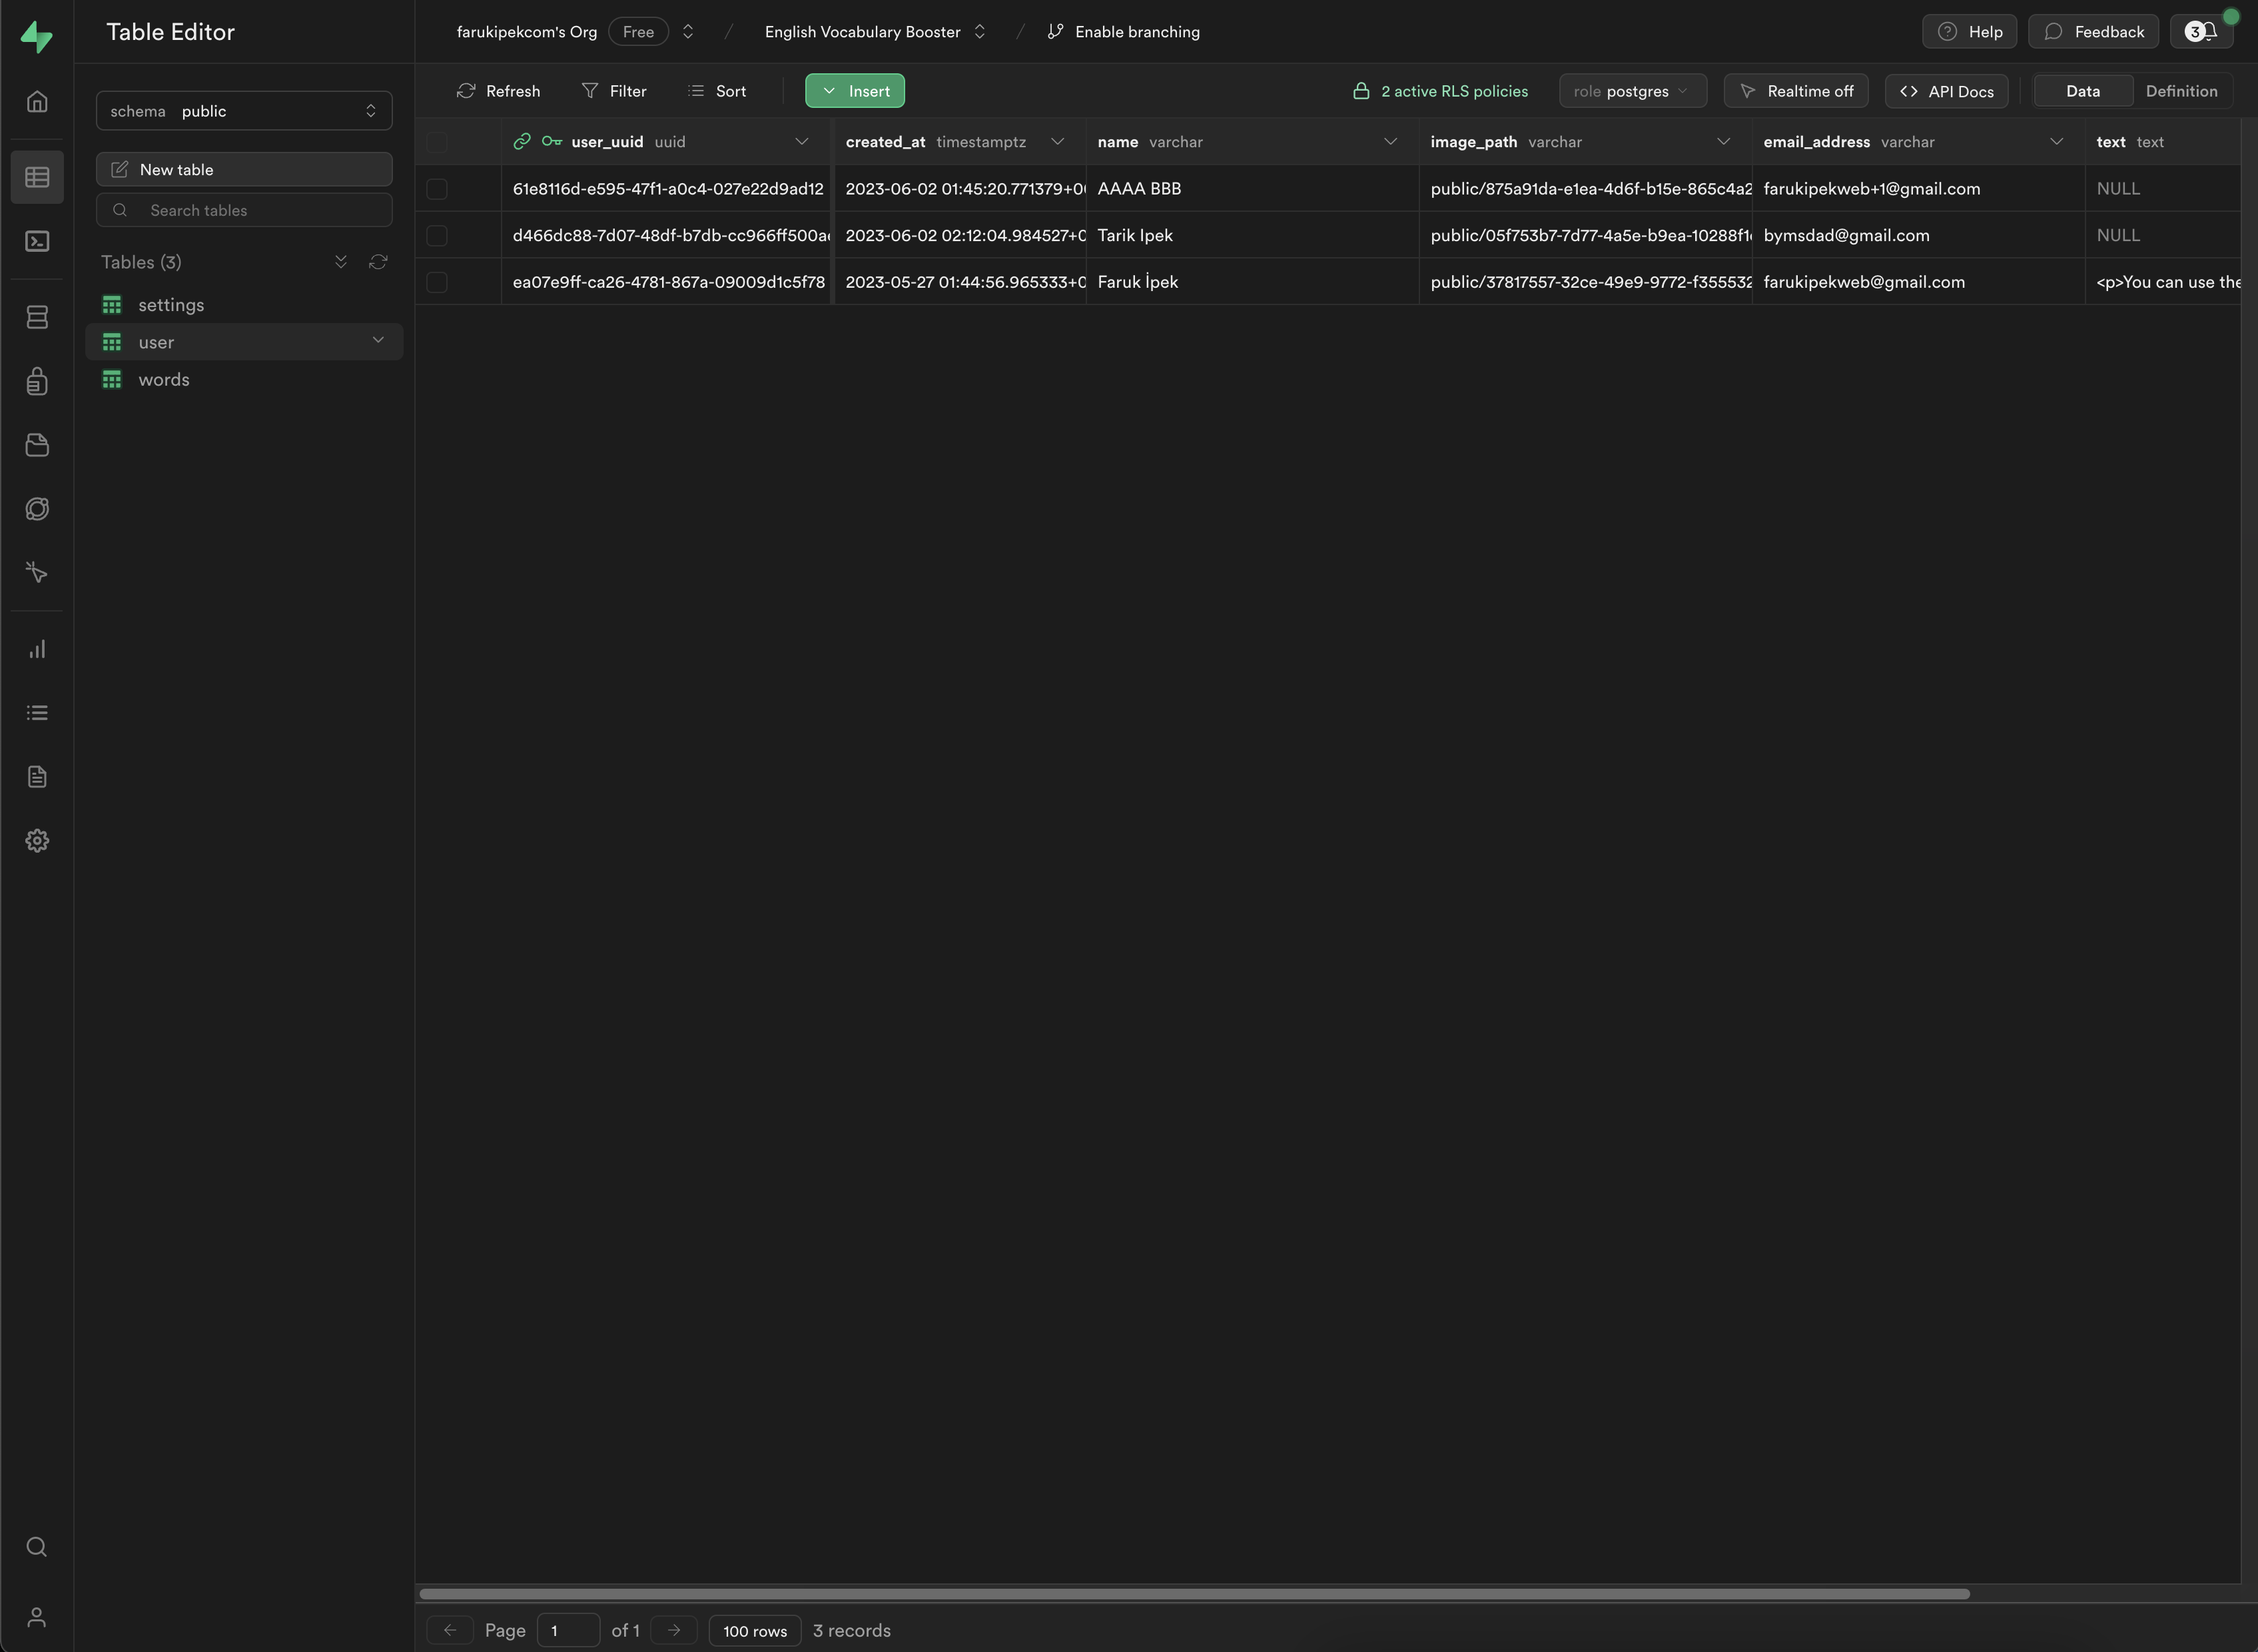 Table Editor
farukipekcom's Org Free / English Vocabulary Booster / Enable branching
Help Feedback 3
schema public
New table
Search tables
Tables (3)
settings
user
words
Refresh Filter Sort Insert 2 active RLS policies role postgres Realtime off API Docs Data Definition
user_uuid uuid created_at timestamptz name varchar image_path varchar email_address varchar text text
61e8116d-e595-47f1-a0c4-027e22d9ad12 2023-06-02 01:45:20.771379+0 AAAA BBB public/875a91da-e1ea-4d6f-b15e-865c4a2 farukipekweb+1@gmail.com NULL
d466dc88-7d07-48df-b7db-cc966ff500a 2023-06-02 02:12:04.984527+0 Tarik Ipek public/05f753b7-7d77-4a5e-b9ea-10288f1 bymsdad@gmail.com NULL
ea07e9ff-ca26-4781-867a-09009d1c5f78 2023-05-27 01:44:56.965333+0 Faruk İpek public/37817557-32ce-49e9-9772-f355532 farukipekweb@gmail.com <p>You can use the
Page 1 of 1 100 rows 3 records